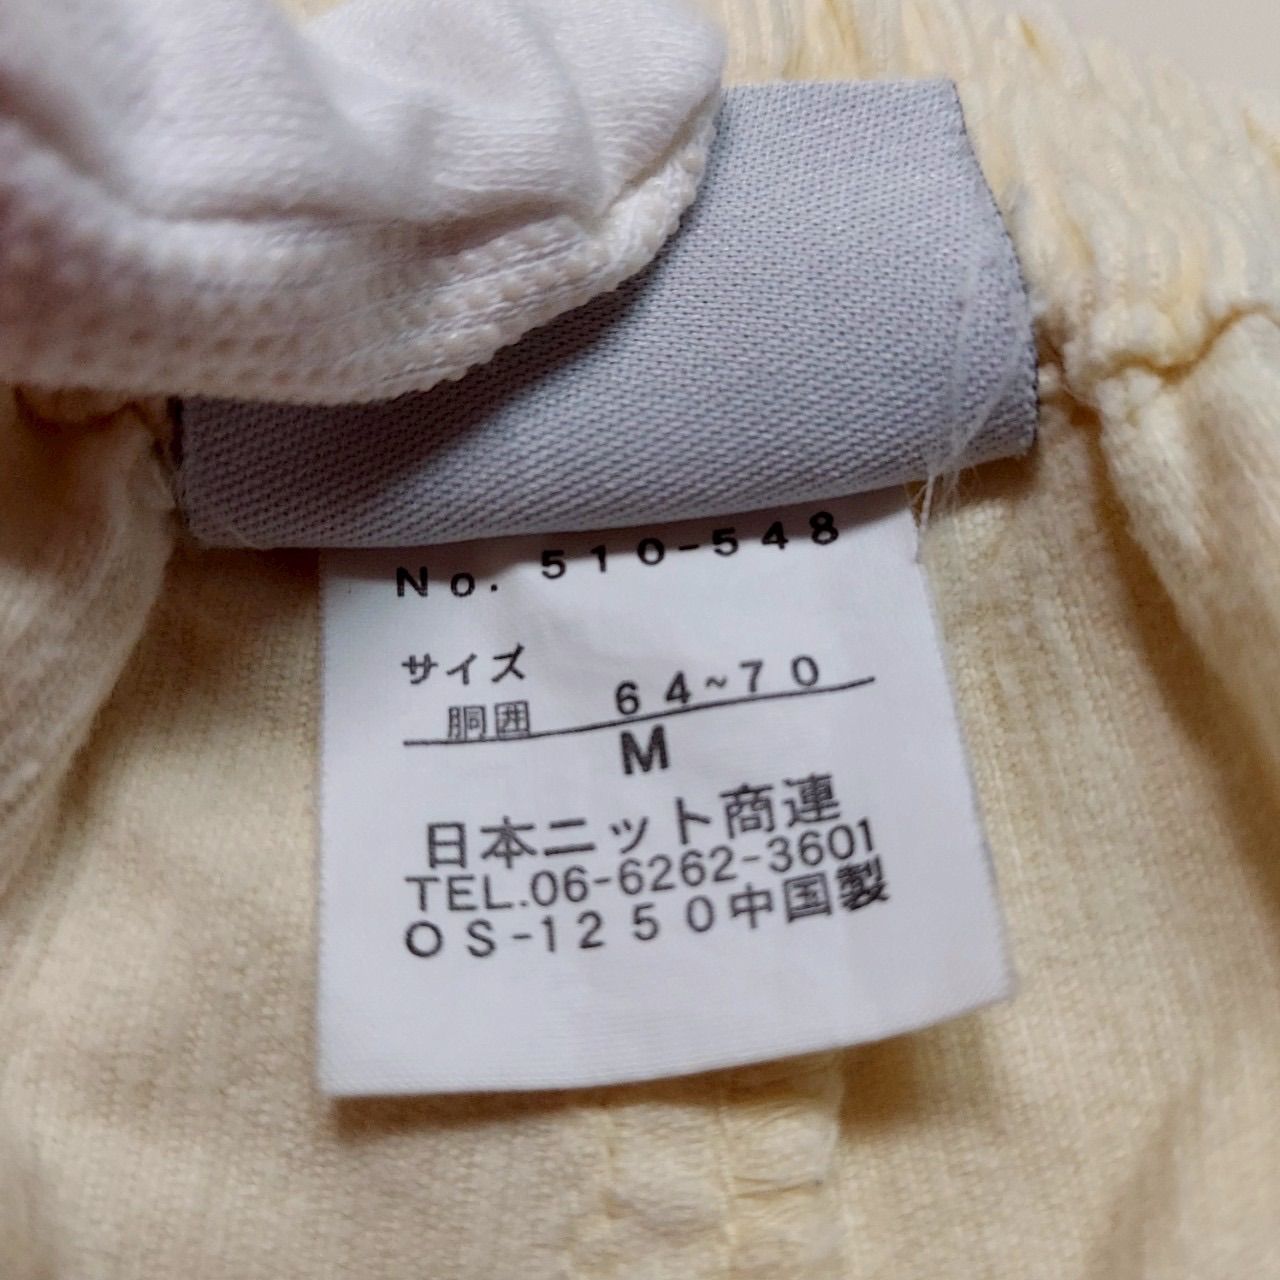 No. 510-548
サイズ
胴囲 64~70
M
日本ニット商連
TEL.06-6262-3601
OS-1250中国製